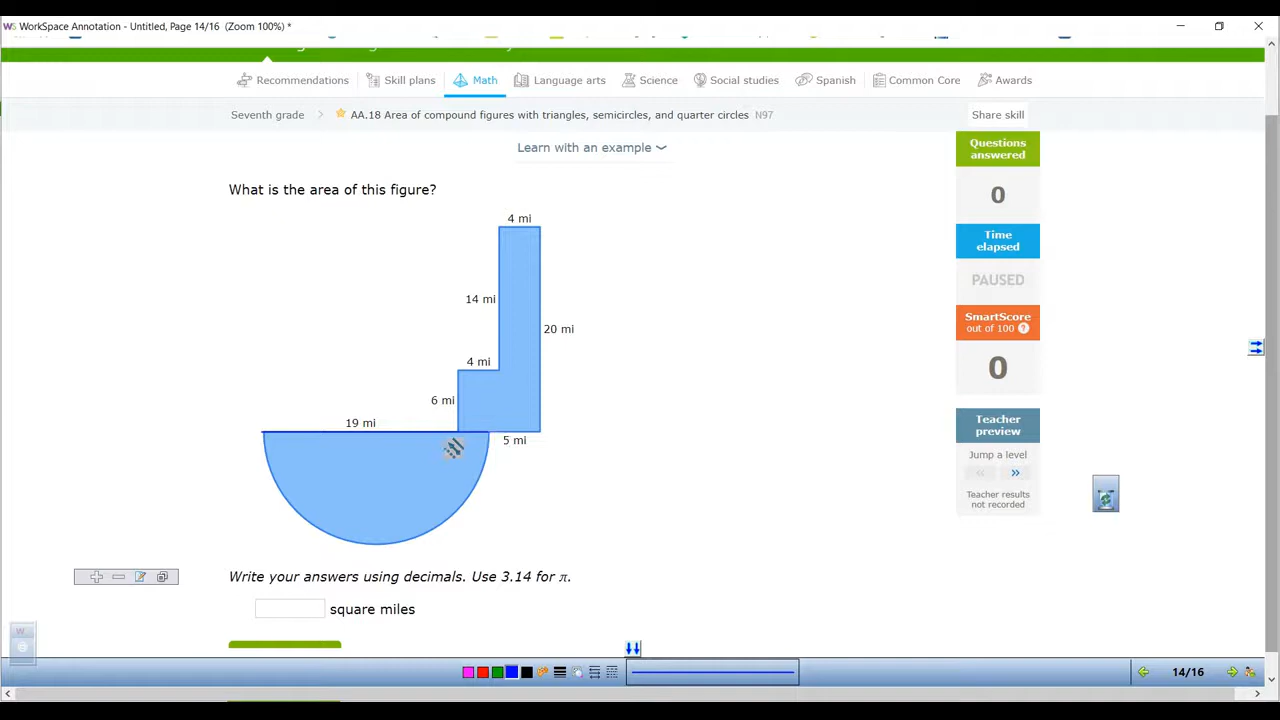 WorkSpace Annotation - Untitled, Page 14/16 (Zoom 100%) *
Recommendations Skill plans Math Language arts Science Social studies Spanish Common Core Awards
Seventh grade > AA.18 Area of compound figures with triangles, semicircles, and quarter circles N97
Share skill
Learn with an example
Questions
answered
0
Time
elapsed
PAUSED
SmartScore
out of 100 ?
0
Teacher
preview
Jump a level
« »
Teacher results
not recorded
What is the area of this figure?
4 mi
14 mi
20 mi
4 mi
6 mi
19 mi
5 mi
Write your answers using decimals. Use 3.14 for π.
square miles
14/16